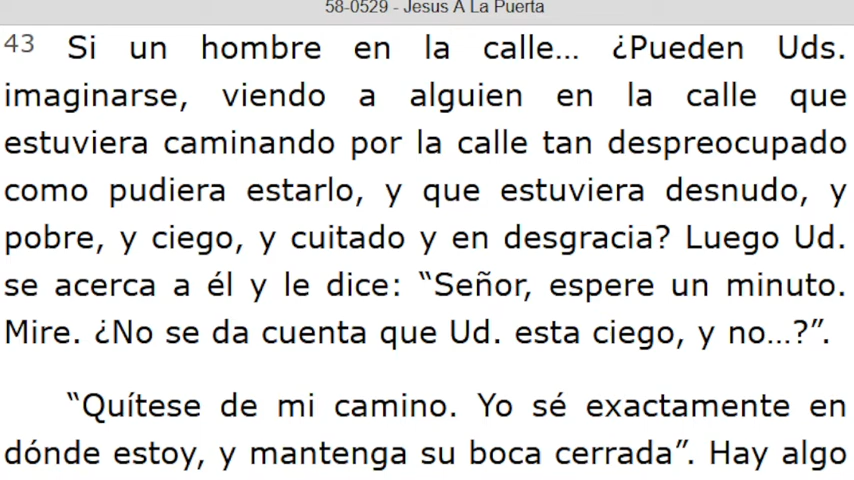 58-0529 - Jesus A La Puerta
43 Si un hombre en la calle… ¿Pueden Uds.
imaginarse, viendo a alguien en la calle que
estuviera caminando por la calle tan despreocupado
como pudiera estarlo, y que estuviera desnudo, y
pobre, y ciego, y cuitado y en desgracia? Luego Ud.
se acerca a él y le dice: “Señor, espere un minuto.
Mire. ¿No se da cuenta que Ud. esta ciego, y no…?”.
“Quítese de mi camino. Yo sé exactamente en
dónde estoy, y mantenga su boca cerrada”. Hay algo